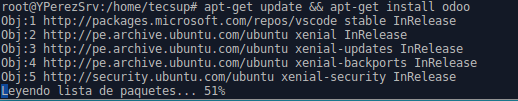 root@YPerezSrv:/home/tecsup# apt-get update && apt-get install odoo
Obj:1 http://packages.microsoft.com/repos/vscode stable InRelease
Obj:2 http://pe.archive.ubuntu.com/ubuntu xenial InRelease
Obj:3 http://pe.archive.ubuntu.com/ubuntu xenial-updates InRelease
Obj:4 http://pe.archive.ubuntu.com/ubuntu xenial-backports InRelease
Obj:5 http://security.ubuntu.com/ubuntu xenial-security InRelease
Leyendo lista de paquetes... 51%